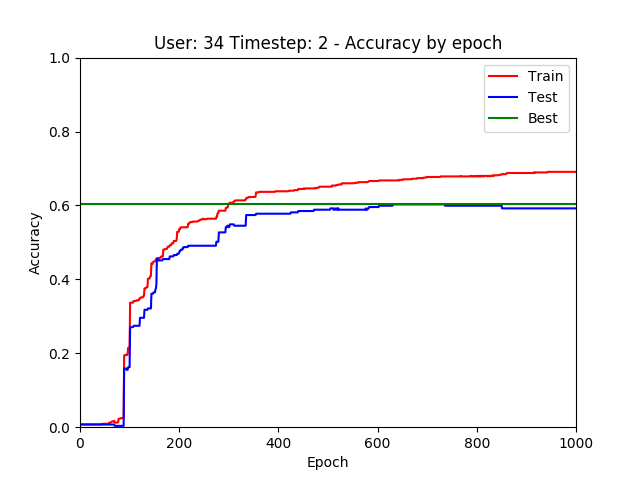 User: 34 Timestep: 2 - Accuracy by epoch
Train
Test
Best
Accuracy
1.0
0.8
0.6
0.4
0.2
0.0
0 200 400 600 800 1000
Epoch